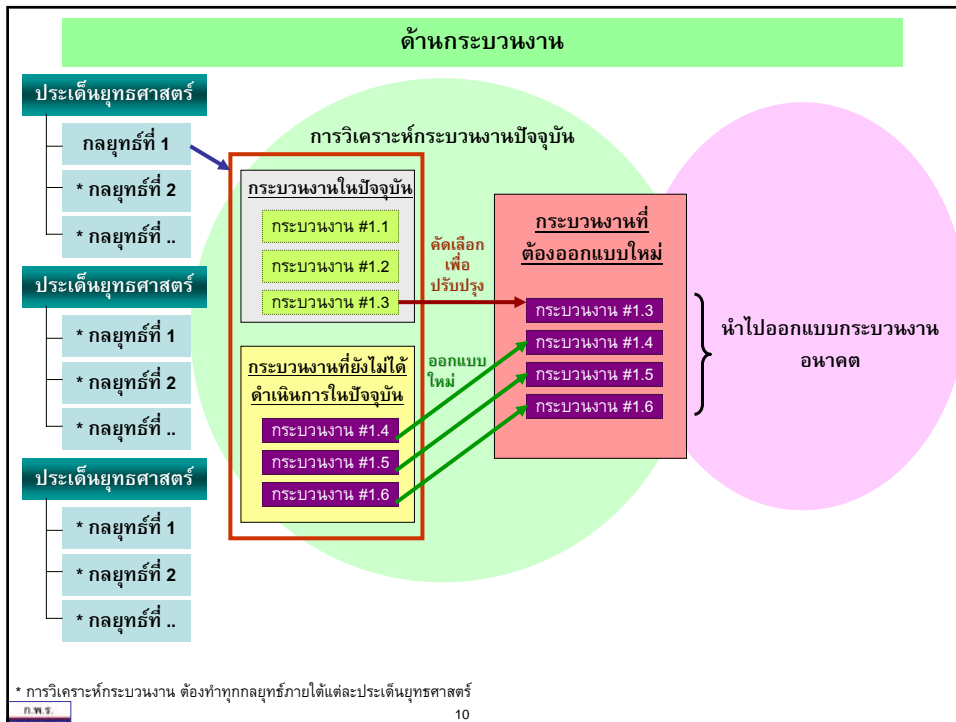 ด้านกระบวนงาน
ประเด็นยุทธศาสตร์
กลยุทธ์ที่ 1
* กลยุทธ์ที่ 2
* กลยุทธ์ที่ ..
ประเด็นยุทธศาสตร์
* กลยุทธ์ที่ 1
* กลยุทธ์ที่ 2
* กลยุทธ์ที่ ..
ประเด็นยุทธศาสตร์
* กลยุทธ์ที่ 1
* กลยุทธ์ที่ 2
* กลยุทธ์ที่ ..
การวิเคราะห์กระบวนงานปัจจุบัน
กระบวนงานในปัจจุบัน
กระบวนงาน #1.1
กระบวนงาน #1.2
กระบวนงาน #1.3
กระบวนงานที่ยังไม่ได้
ดำเนินการในปัจจุบัน
กระบวนงาน #1.4
กระบวนงาน #1.5
กระบวนงาน #1.6
คัดเลือก
เพื่อ
ปรับปรุง
ออกแบบ
ใหม่
กระบวนงานที่
ต้องออกแบบใหม่
กระบวนงาน #1.3
กระบวนงาน #1.4
กระบวนงาน #1.5
กระบวนงาน #1.6
นำไปออกแบบกระบวนงาน
อนาคต
* การวิเคราะห์กระบวนงาน ต้องทำทุกกลยุทธ์ภายใต้แต่ละประเด็นยุทธศาสตร์
ก.พ.ร.
10